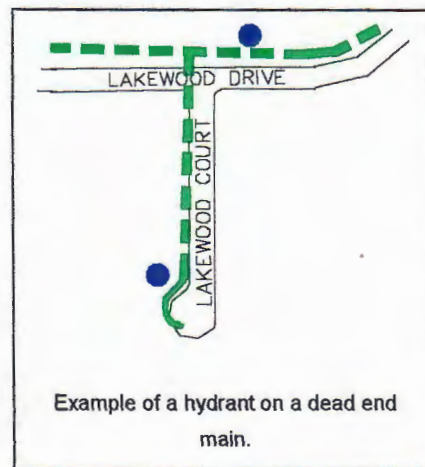 LAKEWOOD DRIVE
LAKEWOOD COURT
Example of a hydrant on a dead end
main.